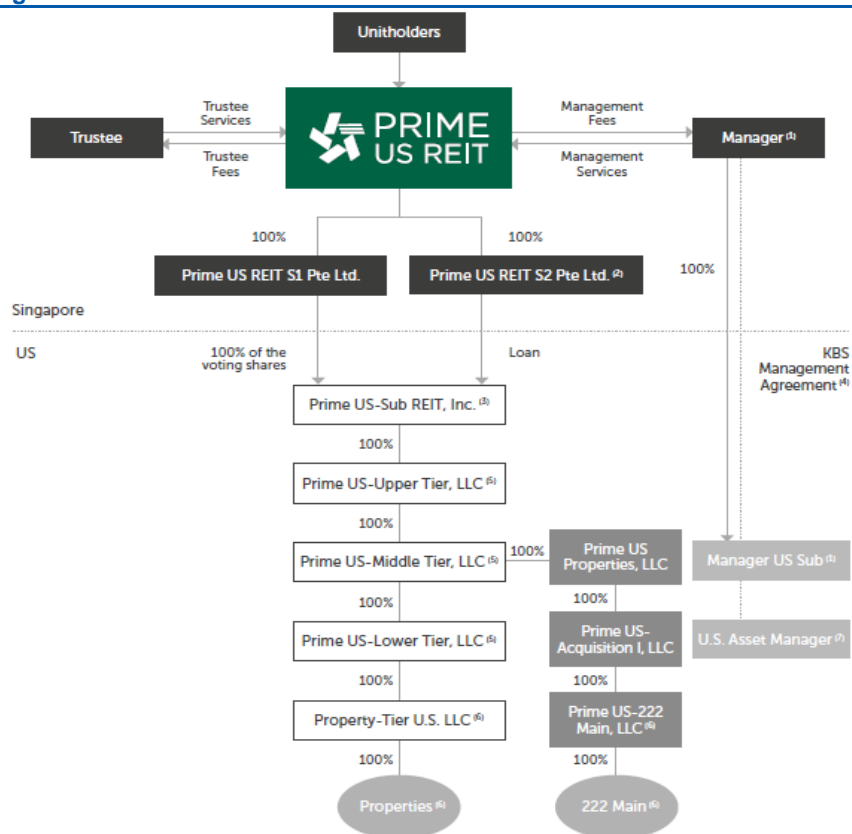 Unitholders
Trustee
Trustee
Services
Trustee
Fees
PRIME
US REIT
Management
Fees
Management
Services
Manager (1)
100%
100%
Prime US REIT S1 Pte Ltd.
Prime US REIT S2 Pte Ltd. (2)
100%
Singapore
US
100% of the
voting shares
Loan
KBS
Management
Agreement (4)
Prime US-Sub REIT, Inc. (3)
100%
Prime US-Upper Tier, LLC (5)
100%
Prime US-Middle Tier, LLC (5)
100%
Prime US
Properties, LLC
Manager US Sub (1)
100%
100%
Prime US-Lower Tier, LLC (5)
Prime US-
Acquisition I, LLC
U.S. Asset Manager (7)
100%
100%
Property-Tier U.S. LLC (6)
Prime US-222
Main, LLC (6)
100%
100%
Properties (6)
222 Main (6)